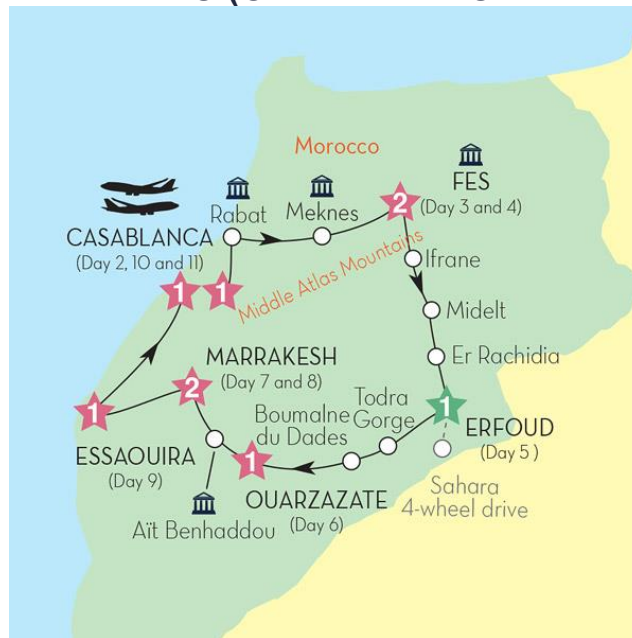 Morocco
FES
(Day 3 and 4)
Rabat
Meknes
CASABLANCA
(Day 2, 10 and 11)
2
Middle Atlas Mountains
Ifrane
1
1
Midelt
Er Rachidia
MARRAKESH
(Day 7 and 8)
2
1
Todra
Gorge
Boumalne
du Dades
1
ERFOUD
(Day 5 )
ESSAOUIRA
(Day 9)
1
Sahara
4-wheel drive
OUARZAZATE
(Day 6)
Aït Benhaddou